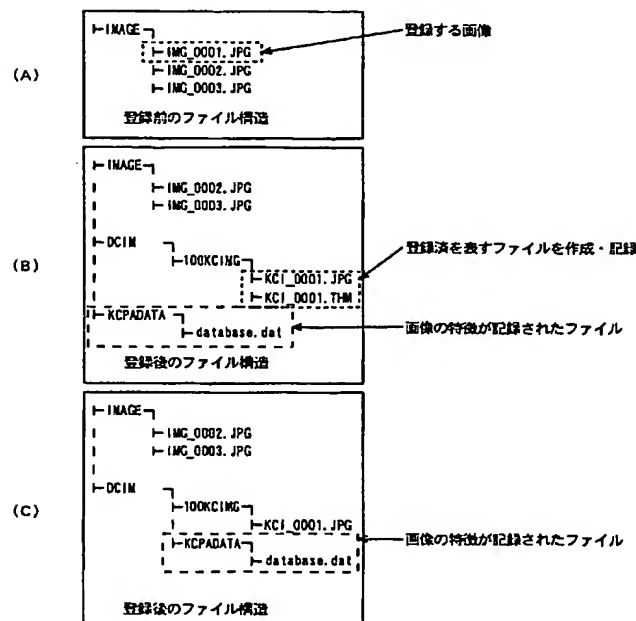 (A)
IMAGE
IMG_0001.JPG
IMG_0002.JPG
IMG_0003.JPG
登録前のファイル構造
登録する画像
(B)
IMAGE
IMG_0002.JPG
IMG_0003.JPG
DCIM
100KCIMG
KCI_0001.JPG
KCI_0001.THM
KCPADATA
database.dat
登録後のファイル構造
登録済を表すファイルを作成・記録
画像の特徴が記録されたファイル
(C)
IMAGE
IMG_0002.JPG
IMG_0003.JPG
DCIM
100KCIMG
KCI_0001.JPG
KCPADATA
database.dat
登録後のファイル構造
画像の特徴が記録されたファイル